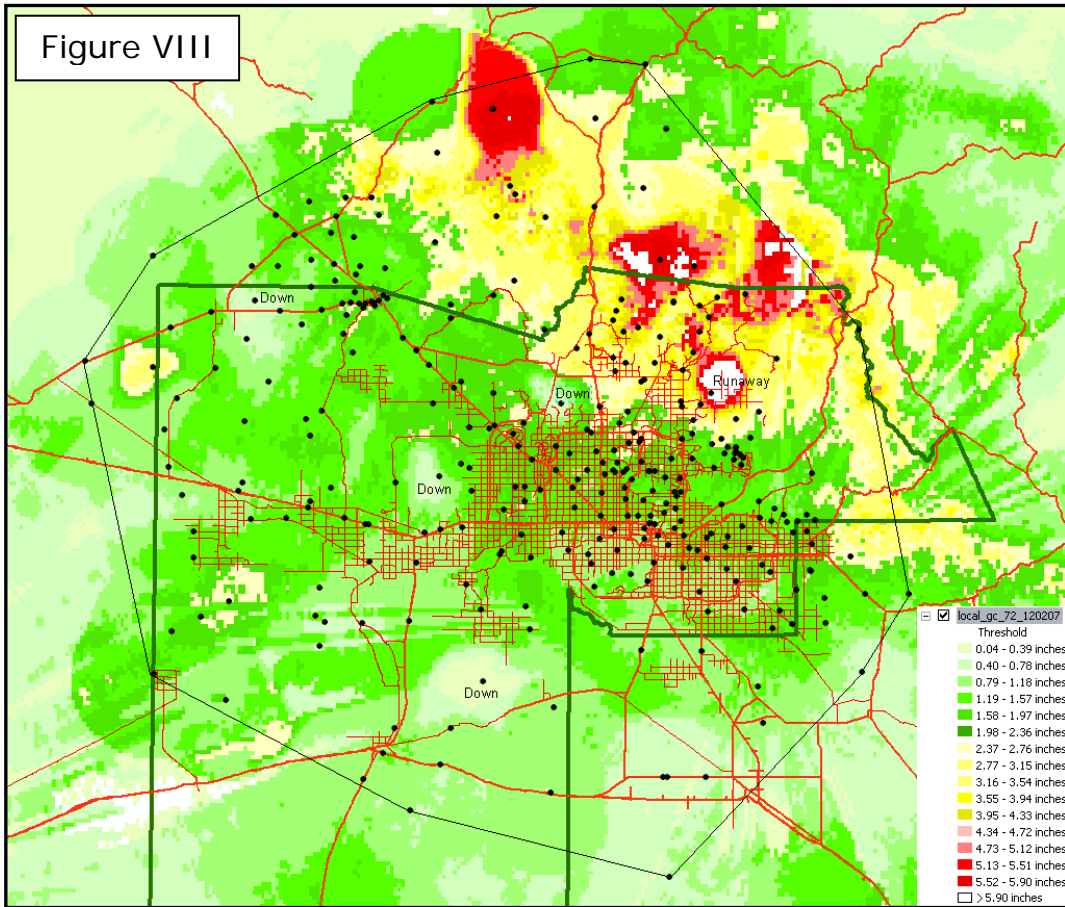 Figure VIII
Down
Runaway
Down
Down
Down
local_gc_72_120207
Threshold
0.04 - 0.39 inches
0.40 - 0.78 inches
0.79 - 1.18 inches
1.19 - 1.57 inches
1.58 - 1.97 inches
1.98 - 2.36 inches
2.37 - 2.76 inches
2.77 - 3.15 inches
3.16 - 3.54 inches
3.55 - 3.94 inches
3.95 - 4.33 inches
4.34 - 4.72 inches
4.73 - 5.12 inches
5.13 - 5.51 inches
5.52 - 5.90 inches
> 5.90 inches